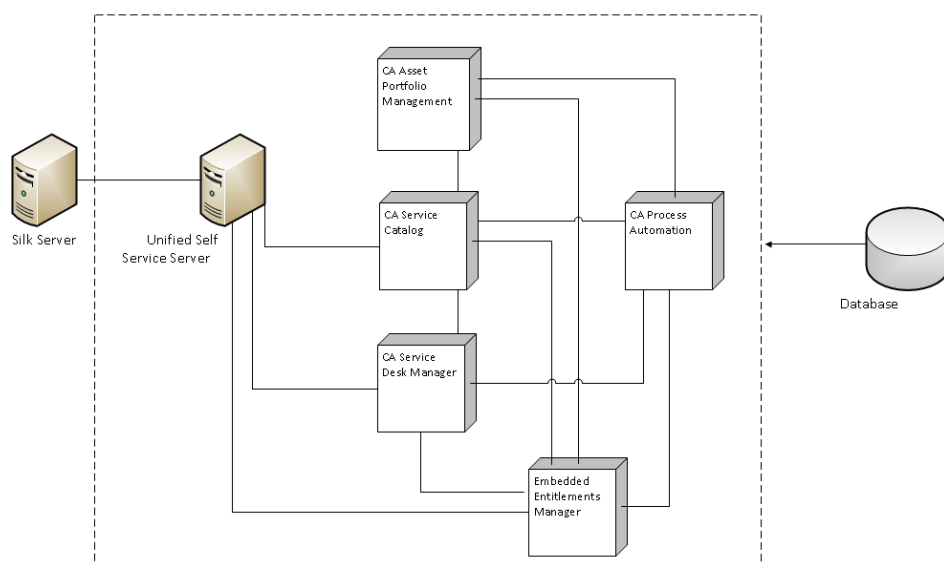 CA Asset
Portfolio
Management
Silk Server
Unified Self
Service Server
CA Service
Catalog
CA Process
Automation
Database
CA Service
Desk Manager
Embedded
Entitlements
Manager